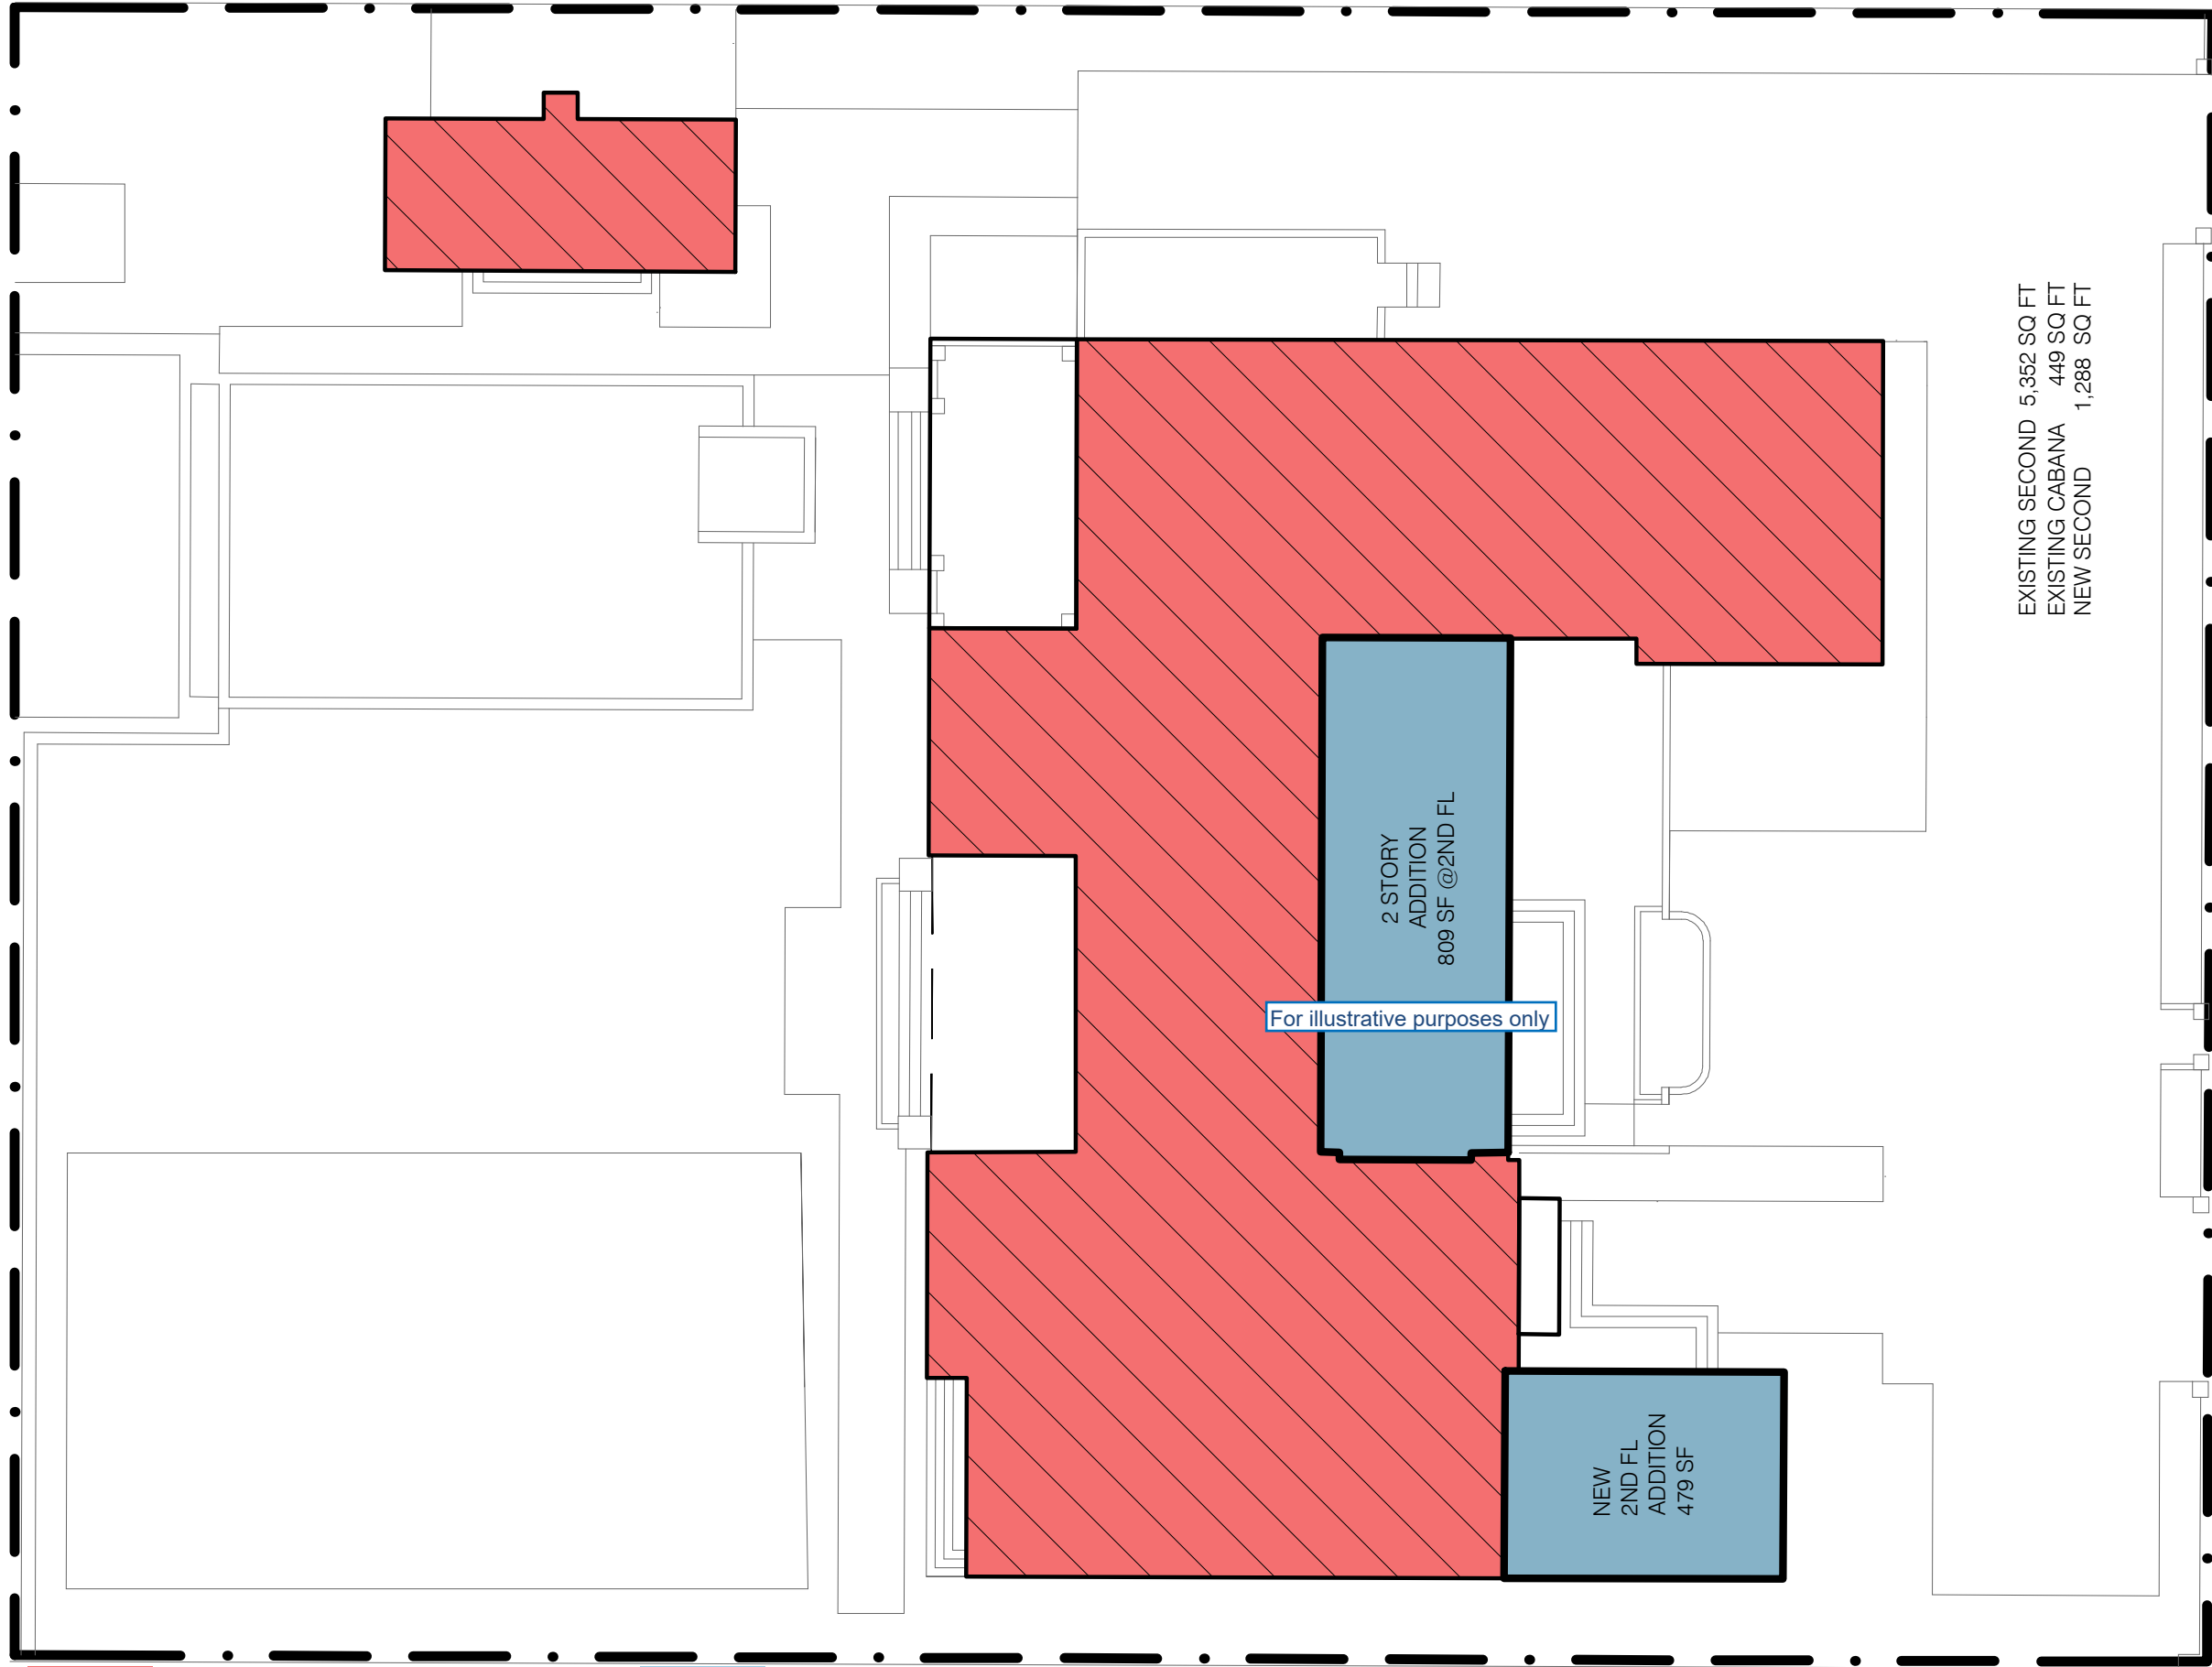 EXISTING SECOND 5,352 SQ FT
EXISTING CABANA 449 SQ FT
NEW SECOND 1,288 SQ FT
2 STORY
ADDITION
809 SF @2ND FL
For illustrative purposes only
NEW
2ND FL
ADDITION
479 SF